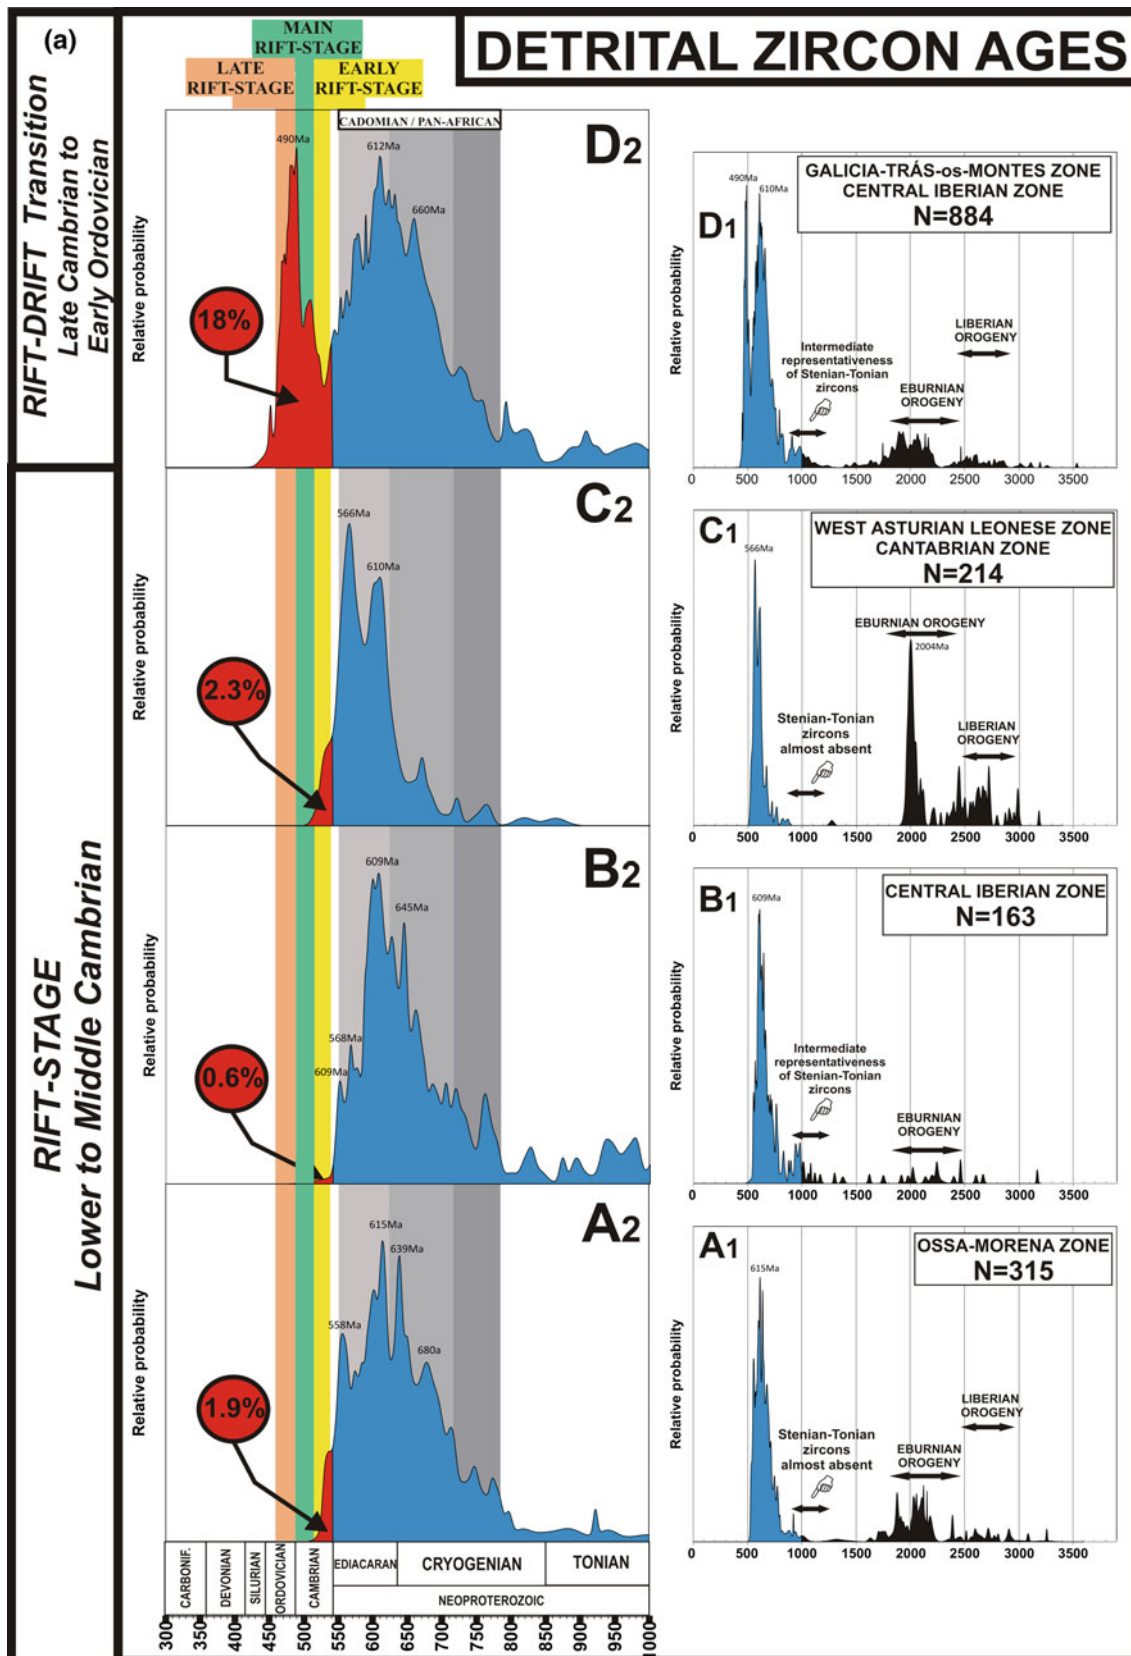 (a)
DETRITAL ZIRCON AGES
MAIN
RIFT-STAGE
LATE
RIFT-STAGE
EARLY
RIFT-STAGE
RIFT-DRIFT Transition
Late Cambrian to
Early Ordovician
RIFT-STAGE
Lower to Middle Cambrian
CADOMIAN / PAN-AFRICAN
D2
490Ma
612Ma
660Ma
18%
Relative probability
C2
566Ma
610Ma
2.3%
Relative probability
B2
609Ma
645Ma
568Ma
609Ma
0.6%
Relative probability
A2
615Ma
639Ma
558Ma
680a
1.9%
Relative probability
CARBONIF.
DEVONIAN
SILURIAN
ORDOVICIAN
CAMBRIAN
EDIACARAN
CRYOGENIAN
TONIAN
NEOPROTEROZOIC
300 350 400 450 500 550 600 650 700 750 800 850 900 950 1000
D1
490Ma
610Ma
GALICIA-TRÁS-os-MONTES ZONE
CENTRAL IBERIAN ZONE
N=884
Relative probability
Intermediate
representativeness
of Stenian-Tonian
zircons
LIBERIAN
OROGENY
EBURNIAN
OROGENY
0 500 1000 1500 2000 2500 3000 3500
C1
566Ma
WEST ASTURIAN LEONESE ZONE
CANTABRIAN ZONE
N=214
Relative probability
EBURNIAN OROGENY
2004Ma
Stenian-Tonian
zircons
almost absent
LIBERIAN
OROGENY
0 500 1000 1500 2000 2500 3000 3500
B1
609Ma
CENTRAL IBERIAN ZONE
N=163
Relative probability
Intermediate
representativeness
of Stenian-Tonian
zircons
EBURNIAN
OROGENY
0 500 1000 1500 2000 2500 3000 3500
A1
615Ma
OSSA-MORENA ZONE
N=315
Relative probability
Stenian-Tonian
zircons
almost absent
LIBERIAN
OROGENY
EBURNIAN
OROGENY
0 500 1000 1500 2000 2500 3000 3500